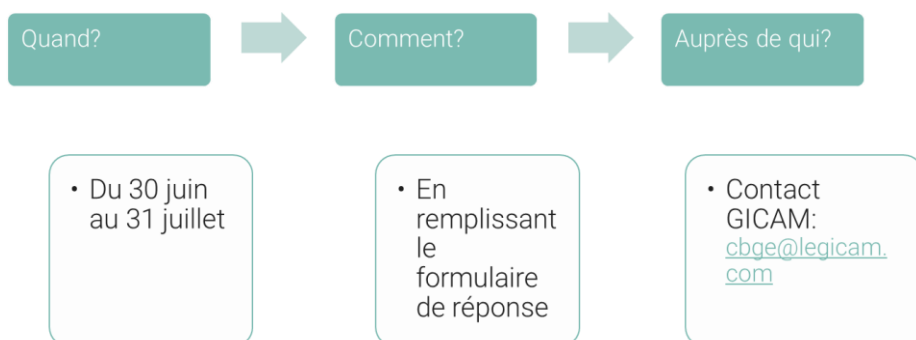 Quand?
Comment?
Auprès de qui?
• Du 30 juin
au 31 juillet
• En
remplissant
le
formulaire
de réponse
• Contact
GICAM:
cbge@legicam.
com